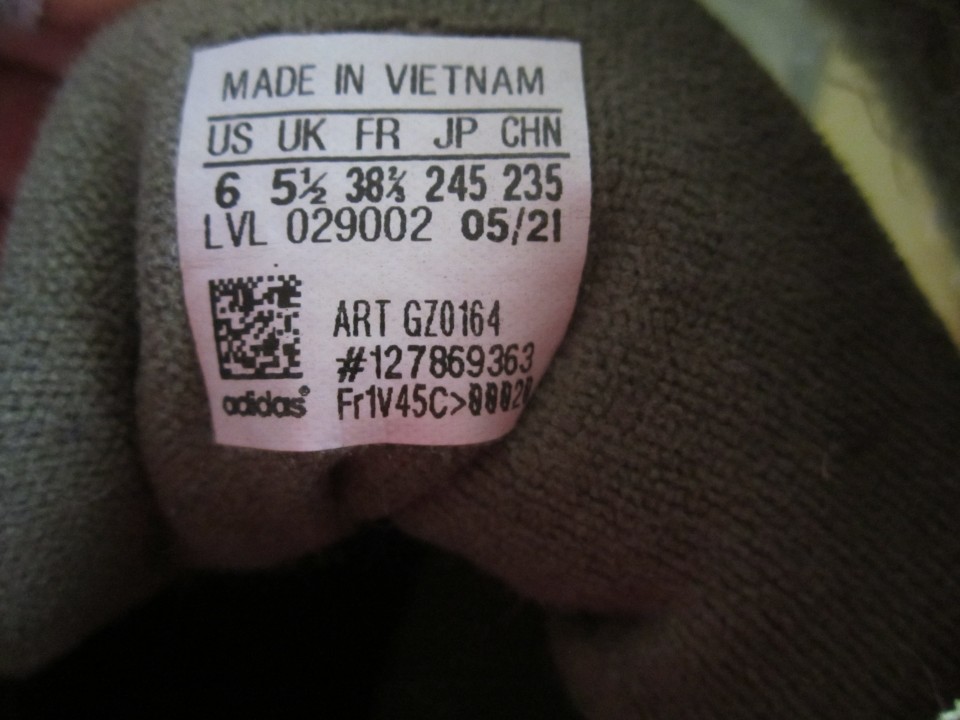 MADE IN VIETNAM
US UK FR JP CHN
6 5½ 38⅔ 245 235
LVL 029002 05/21
ART GZ0164
#127869363
adidas®